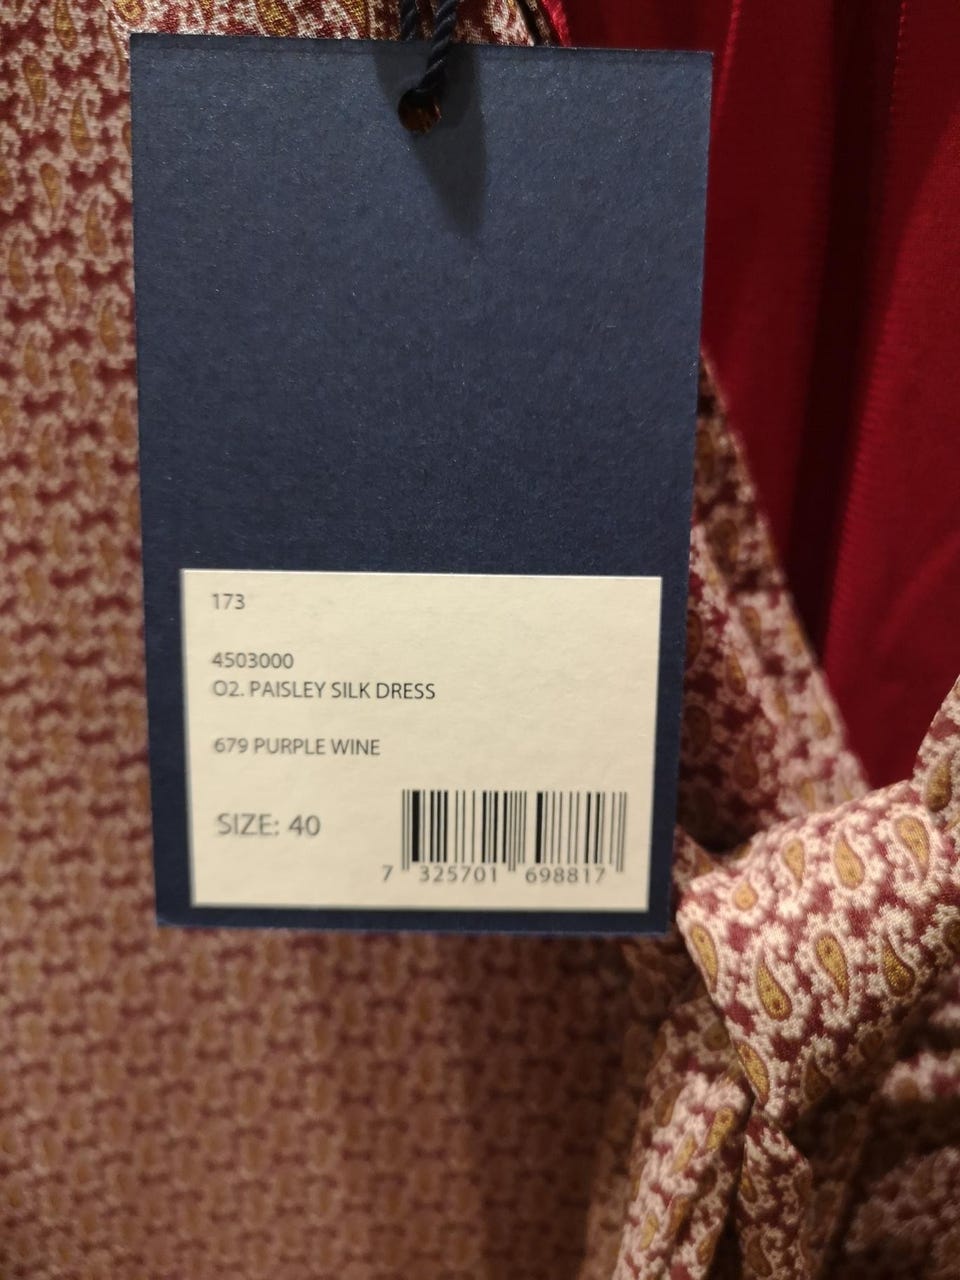 173
4503000
O2. PAISLEY SILK DRESS
679 PURPLE WINE
SIZE: 40
7 325701 698817